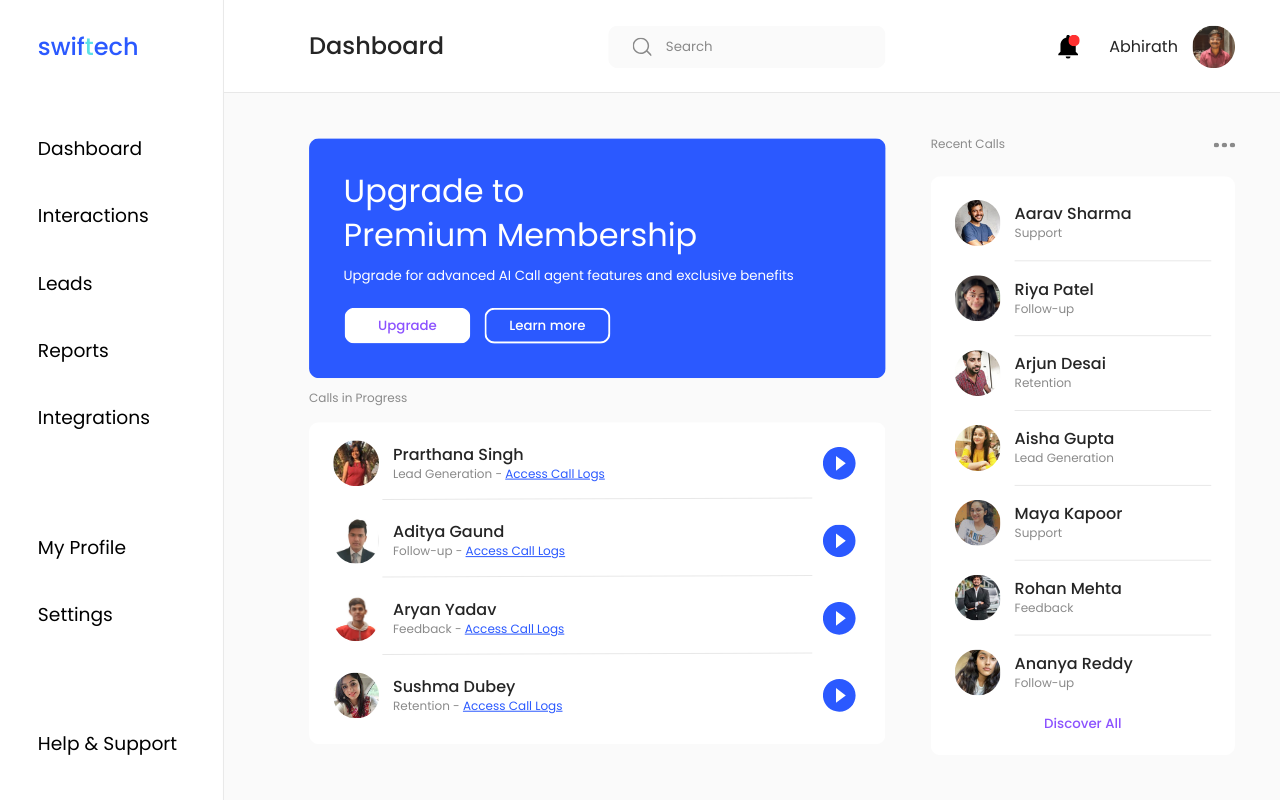 swiftech
Dashboard
Search
Abhirath
Dashboard
Interactions
Leads
Reports
Integrations
My Profile
Settings
Help & Support
Upgrade to
Premium Membership
Upgrade for advanced AI Call agent features and exclusive benefits
Upgrade
Learn more
Calls in Progress
Prarthana Singh
Lead Generation - Access Call Logs
Aditya Gaund
Follow-up - Access Call Logs
Aryan Yadav
Feedback - Access Call Logs
Sushma Dubey
Retention - Access Call Logs
Recent Calls
Aarav Sharma
Support
Riya Patel
Follow-up
Arjun Desai
Retention
Aisha Gupta
Lead Generation
Maya Kapoor
Support
Rohan Mehta
Feedback
Ananya Reddy
Follow-up
Discover All